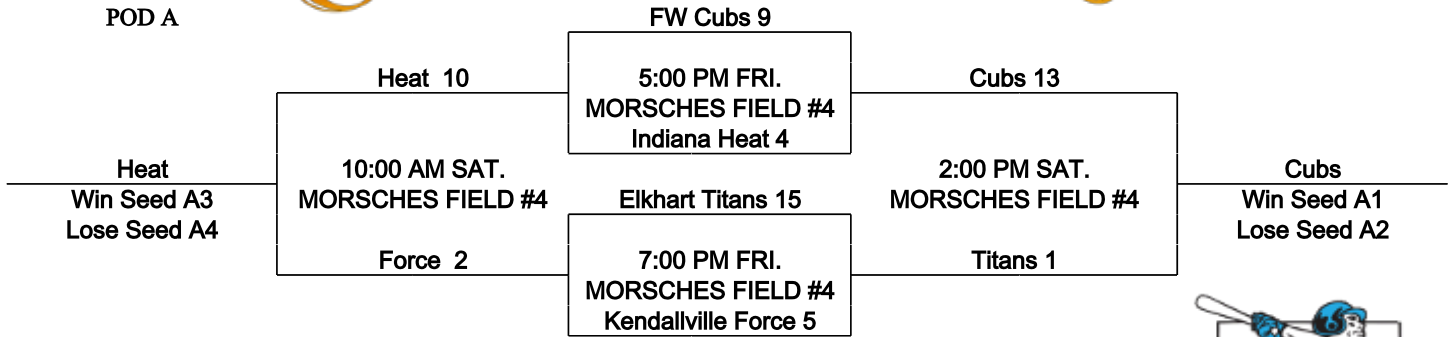 POD A
FW Cubs 9
Heat 10
5:00 PM FRI.
MORSCHES FIELD #4
Indiana Heat 4
Cubs 13
Heat
Win Seed A3
Lose Seed A4
10:00 AM SAT.
MORSCHES FIELD #4
2:00 PM SAT.
MORSCHES FIELD #4
Cubs
Win Seed A1
Lose Seed A2
Elkhart Titans 15
Force 2
7:00 PM FRI.
MORSCHES FIELD #4
Kendallville Force 5
Titans 1